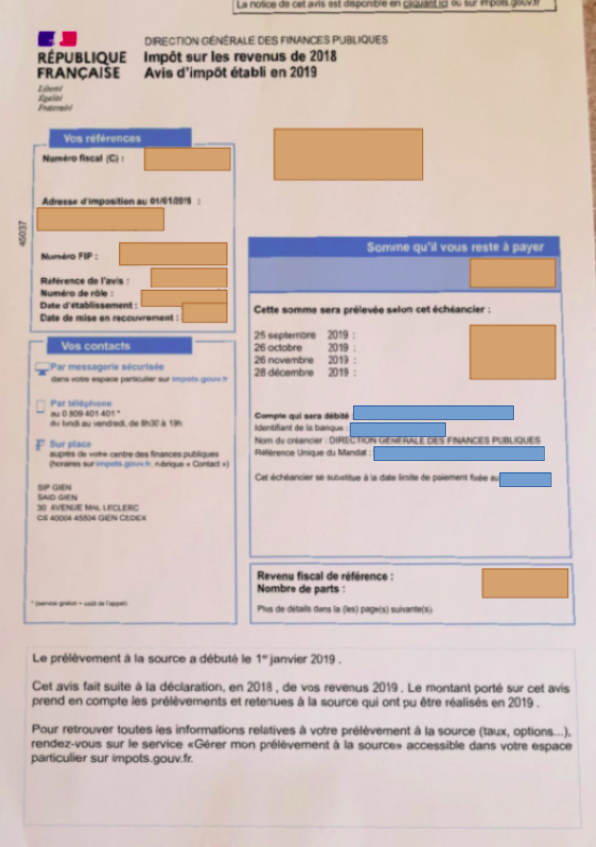 La notice de cet avis est disponible en cliquant ici ou sur impots.gouv.fr
DIRECTION GÉNÉRALE DES FINANCES PUBLIQUES
RÉPUBLIQUE
FRANÇAISE
Liberté
Égalité
Fraternité
Impôt sur les revenus de 2018
Avis d'impôt établi en 2019
Vos références
Numéro fiscal (C) :
Adresse d'imposition au 01/01/2019 :
Numéro FIP :
Référence de l'avis :
Numéro de rôle :
Date d'établissement :
Date de mise en recouvrement :
45037
Vos contacts
Par messagerie sécurisée
dans votre espace particulier sur impots.gouv.fr
Par téléphone
au 0 809 401 401 *
du lundi au vendredi, de 8h30 à 19h
Sur place
auprès de votre centre des finances publiques
(horaires sur impots.gouv.fr, rubrique « Contact »)
SIP GIEN
SAID GIEN
30 AVENUE MAL LECLERC
CS 40004 45504 GIEN CEDEX
* (service gratuit + coût de l'appel)
Somme qu'il vous reste à payer
Cette somme sera prélevée selon cet échéancier :
25 septembre 2019 :
26 octobre 2019 :
26 novembre 2019 :
28 décembre 2019 :
Compte qui sera débité :
Identifiant de la banque :
Nom du créancier : DIRECTION GÉNÉRALE DES FINANCES PUBLIQUES
Référence Unique du Mandat :
Cet échéancier se substitue à la date limite de paiement fixée au
Revenu fiscal de référence :
Nombre de parts :
Plus de détails dans la (les) page(s) suivante(s).
Le prélèvement à la source a débuté le 1er janvier 2019 .
Cet avis fait suite à la déclaration, en 2018 , de vos revenus 2019 . Le montant porté sur cet avis
prend en compte les prélèvements et retenues à la source qui ont pu être réalisés en 2019 .
Pour retrouver toutes les informations relatives à votre prélèvement à la source (taux, options...),
rendez-vous sur le service «Gérer mon prélèvement à la source» accessible dans votre espace
particulier sur impots.gouv.fr.